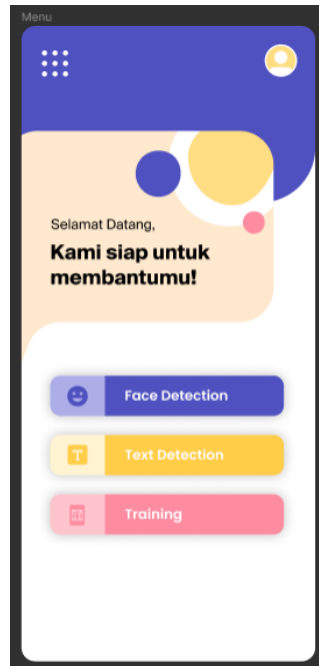 Menu
Selamat Datang,
Kami siap untuk
membantumu!
Face Detection
T
Text Detection
Training